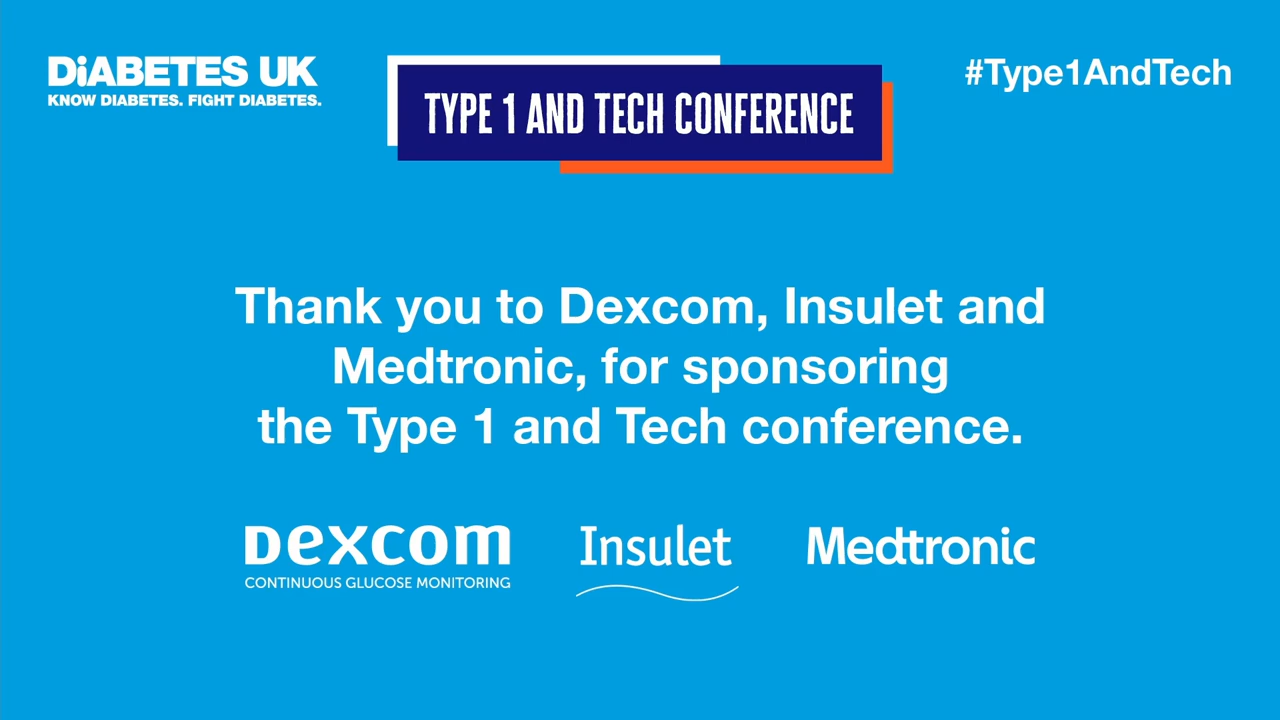 DiABETES UK
KNOW DIABETES. FIGHT DIABETES.
TYPE 1 AND TECH CONFERENCE
#Type1AndTech
Thank you to Dexcom, Insulet and
Medtronic, for sponsoring
the Type 1 and Tech conference.
Dexcom
CONTINUOUS GLUCOSE MONITORING
Insulet
Medtronic